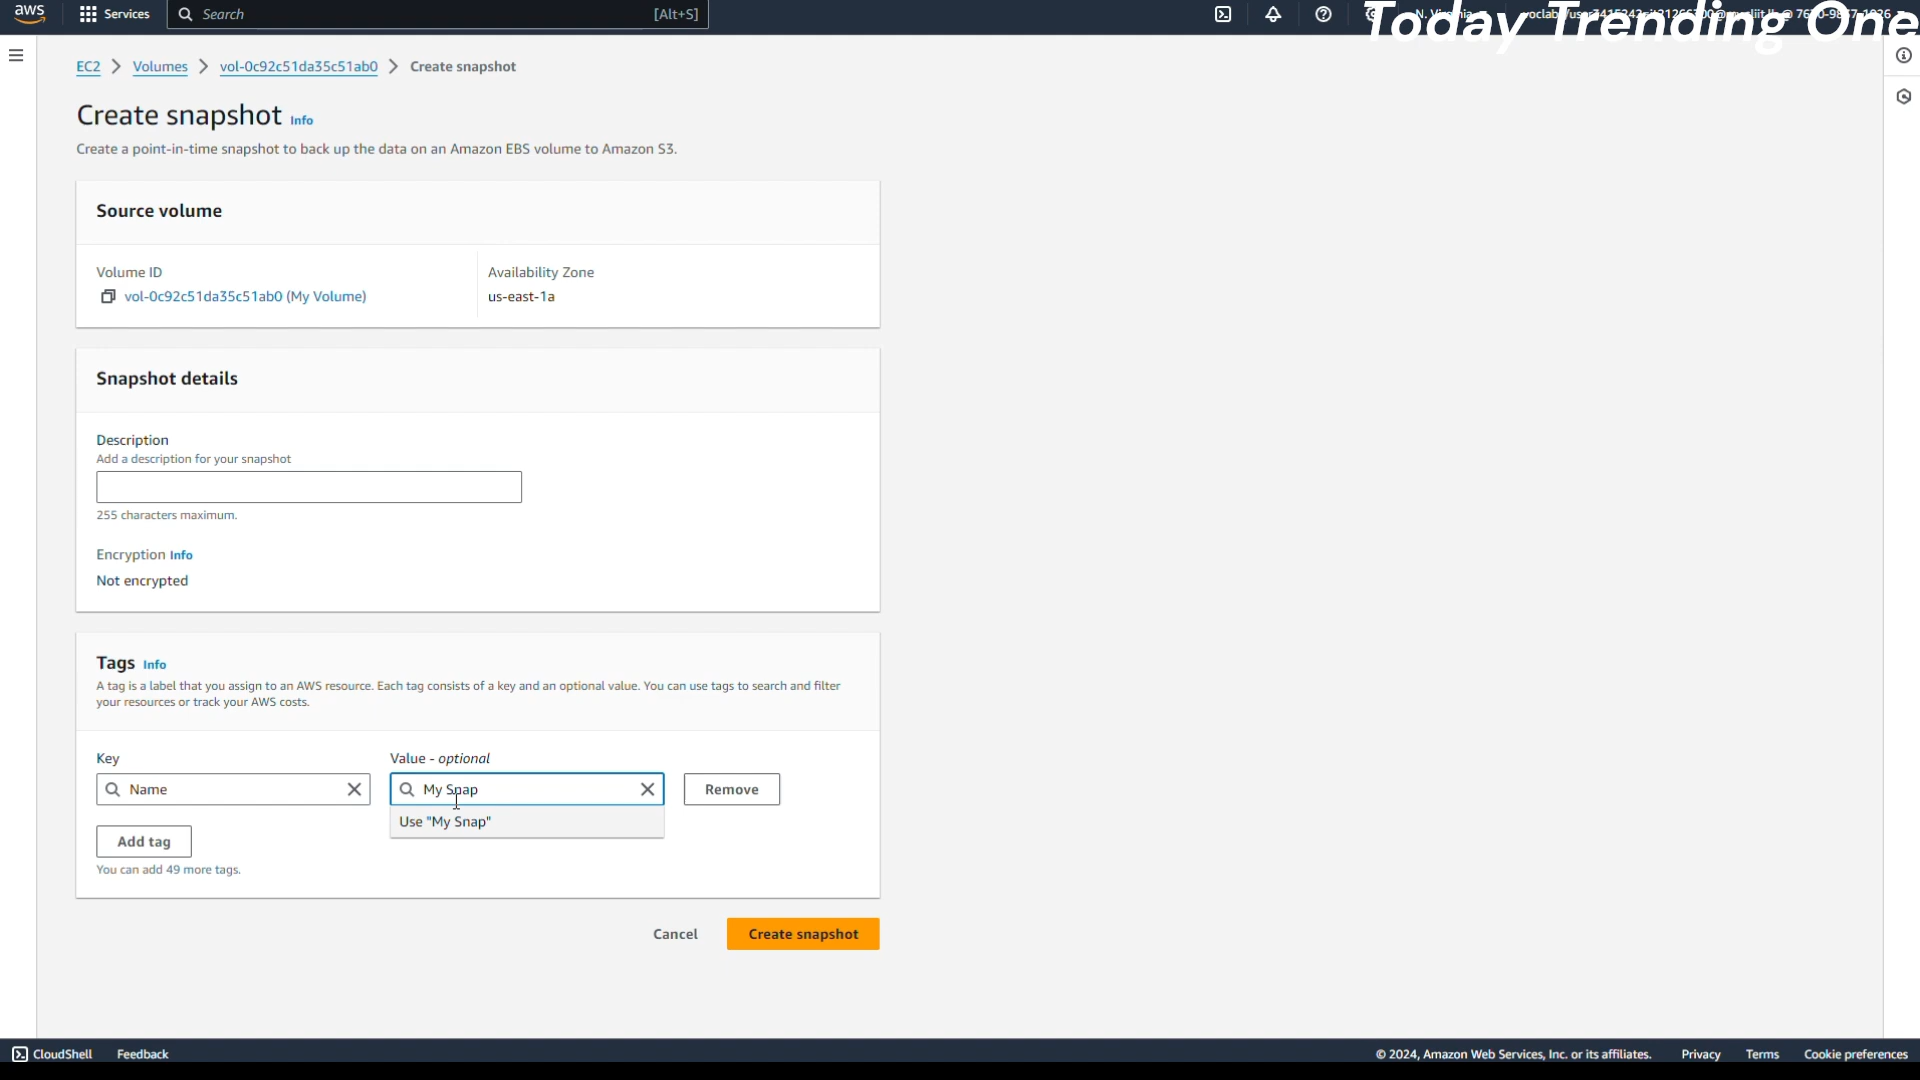 aws
Services
Search
[Alt+S]
Today Trending One
EC2 > Volumes > vol-0c92c51da35c51ab0 > Create snapshot
Create snapshot Info
Create a point-in-time snapshot to back up the data on an Amazon EBS volume to Amazon S3.
Source volume
Volume ID
Availability Zone
vol-0c92c51da35c51ab0 (My Volume)
us-east-1a
Snapshot details
Description
Add a description for your snapshot
255 characters maximum.
Encryption Info
Not encrypted
Tags Info
A tag is a label that you assign to an AWS resource. Each tag consists of a key and an optional value. You can use tags to search and filter
your resources or track your AWS costs.
Key
Value - optional
Name
My Snap
Remove
Use "My Snap"
Add tag
You can add 49 more tags.
Cancel
Create snapshot
CloudShell
Feedback
© 2024, Amazon Web Services, Inc. or its affiliates.
Privacy
Terms
Cookie preferences